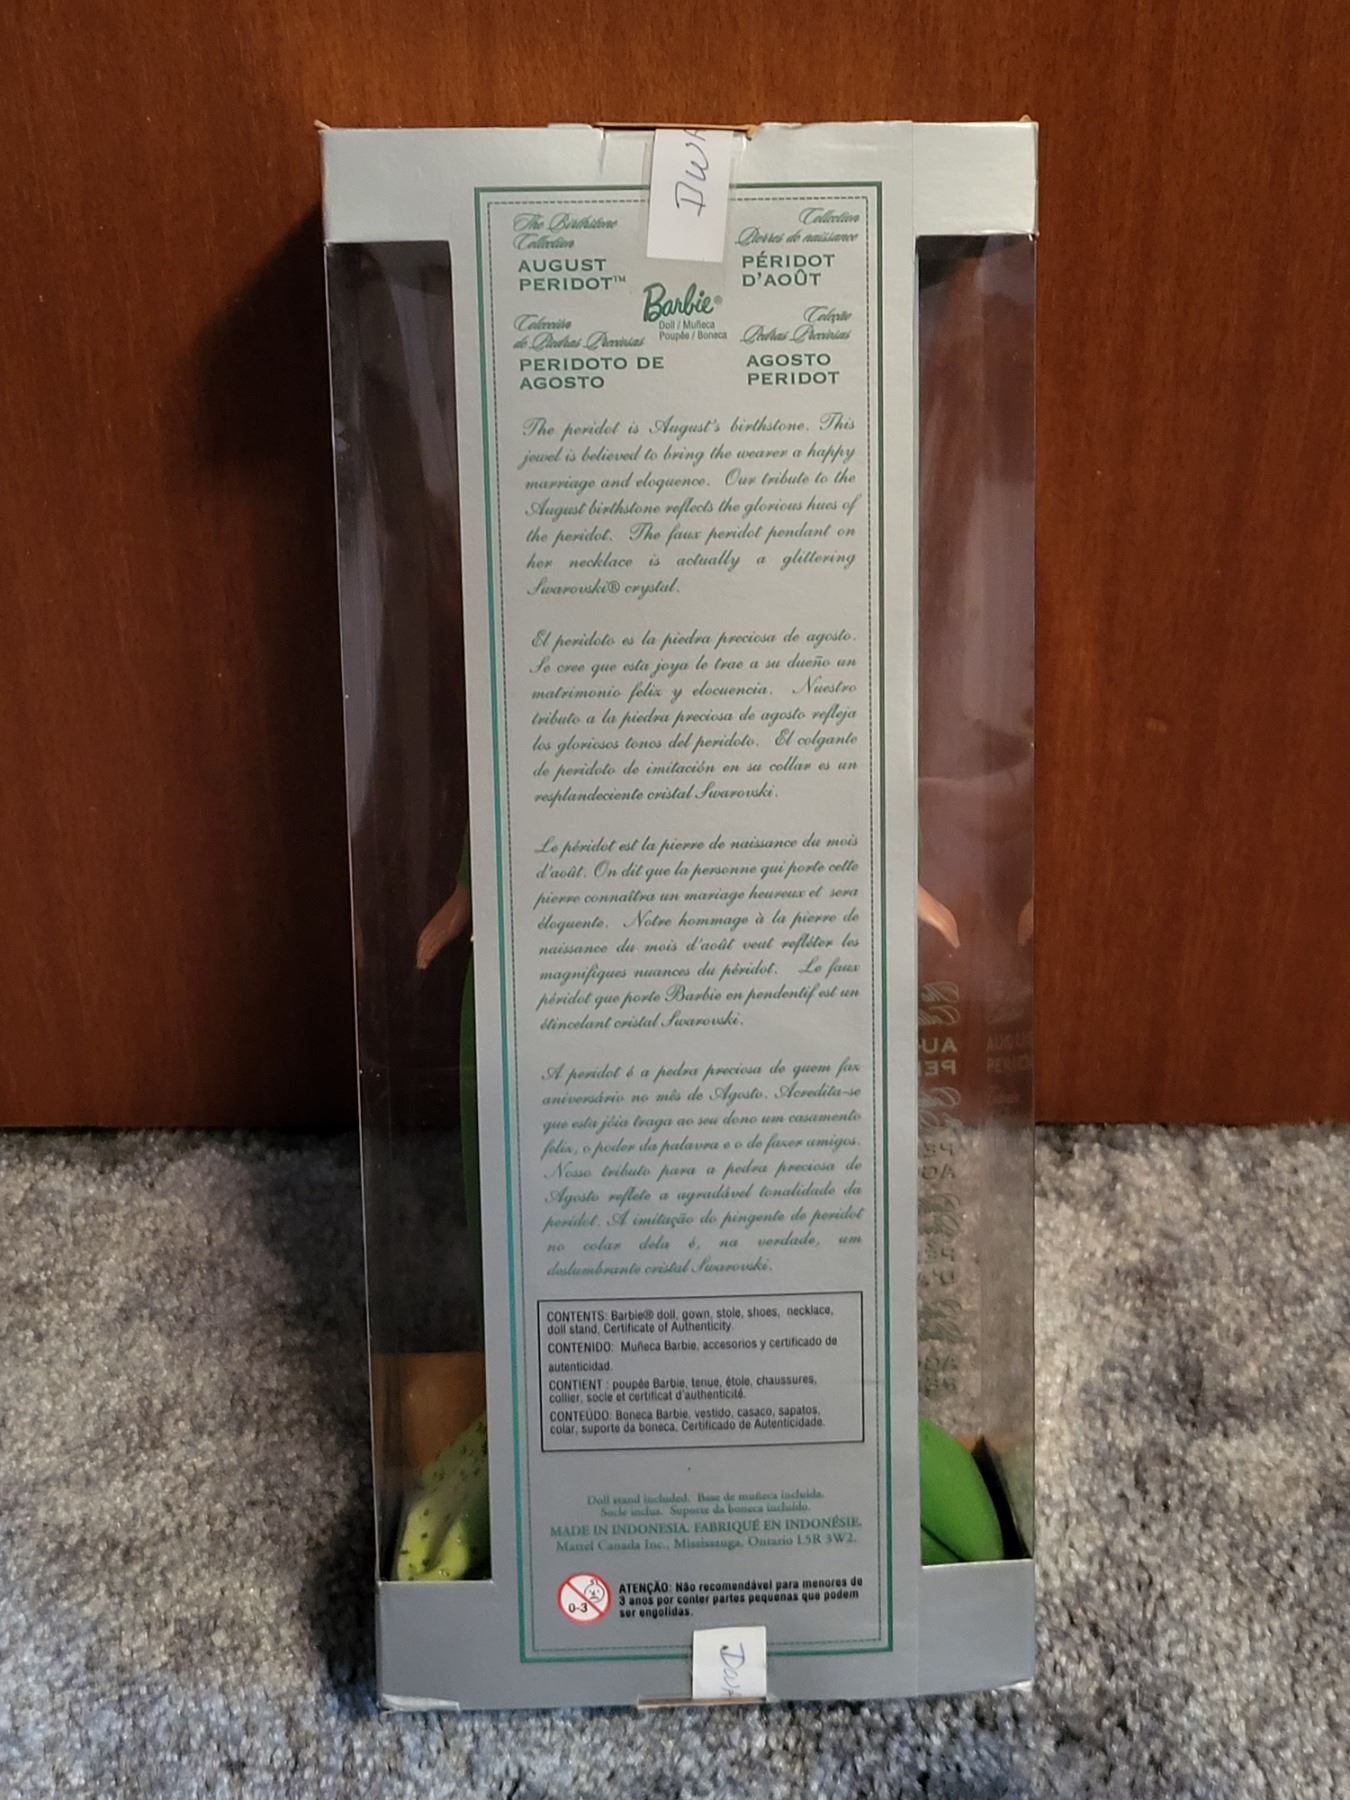 DW
The Birthstone
Collection
AUGUST
PERIDOT™
Collection
Pierres de naissance
PÉRIDOT
D'AOÛT
Barbie®
Doll / Muñeca
Poupée / Boneca
Colección
de Piedras Preciosas
PERIDOTO DE
AGOSTO
Coleção
Pedras Preciosas
AGOSTO
PERIDOT
The peridot is August's birthstone. This
jewel is believed to bring the wearer a happy
marriage and eloquence. Our tribute to the
August birthstone reflects the glorious hues of
the peridot. The faux peridot pendant on
her necklace is actually a glittering
Swarovski® crystal.
El peridoto es la piedra preciosa de agosto.
Se cree que esta joya le trae a su dueño un
matrimonio feliz y elocuencia. Nuestro
tributo a la piedra preciosa de agosto refleja
los gloriosos tonos del peridoto. El colgante
de peridoto de imitación en su collar es un
resplandeciente cristal Swarovski.
Le péridot est la pierre de naissance du mois
d'août. On dit que la personne qui porte cette
pierre connaîtra un mariage heureux et sera
éloquente. Notre hommage à la pierre de
naissance du mois d'août veut refléter les
magnifiques nuances du péridot. Le faux
péridot que porte Barbie en pendentif est un
étincelant cristal Swarovski.
A peridot é a pedra preciosa de quem fax
aniversário no mês de Agosto. Acredita-se
que esta jóia traga ao seu dono um casamento
feliz, o poder da palavra e o de fazer amigos.
Nosso tributo para a pedra preciosa de
Agosto reflete a agradável tonalidade da
peridot. A imitação do pingente de peridot
no colar dela é, na verdade, um
deslumbrante cristal Swarovski.
CONTENTS: Barbie® doll, gown, stole, shoes, necklace,
doll stand, Certificate of Authenticity.
CONTENIDO: Muñeca Barbie, accesorios y certificado de
autenticidad.
CONTIENT : poupée Barbie, tenue, étole, chaussures,
collier, socle et certificat d'authenticité.
CONTEÚDO: Boneca Barbie, vestido, casaco, sapatos,
colar, suporte da boneca, Certificado de Autenticidade.
Doll stand included. Base de muñeca incluida.
Socle inclus. Suporte da boneca incluído.
MADE IN INDONESIA. FABRIQUÉ EN INDONÉSIE.
Mattel Canada Inc., Mississauga, Ontario L5R 3W2.
0-3
ATENÇÃO: Não recomendável para menores de
3 anos por conter partes pequenas que podem
ser engolidas.